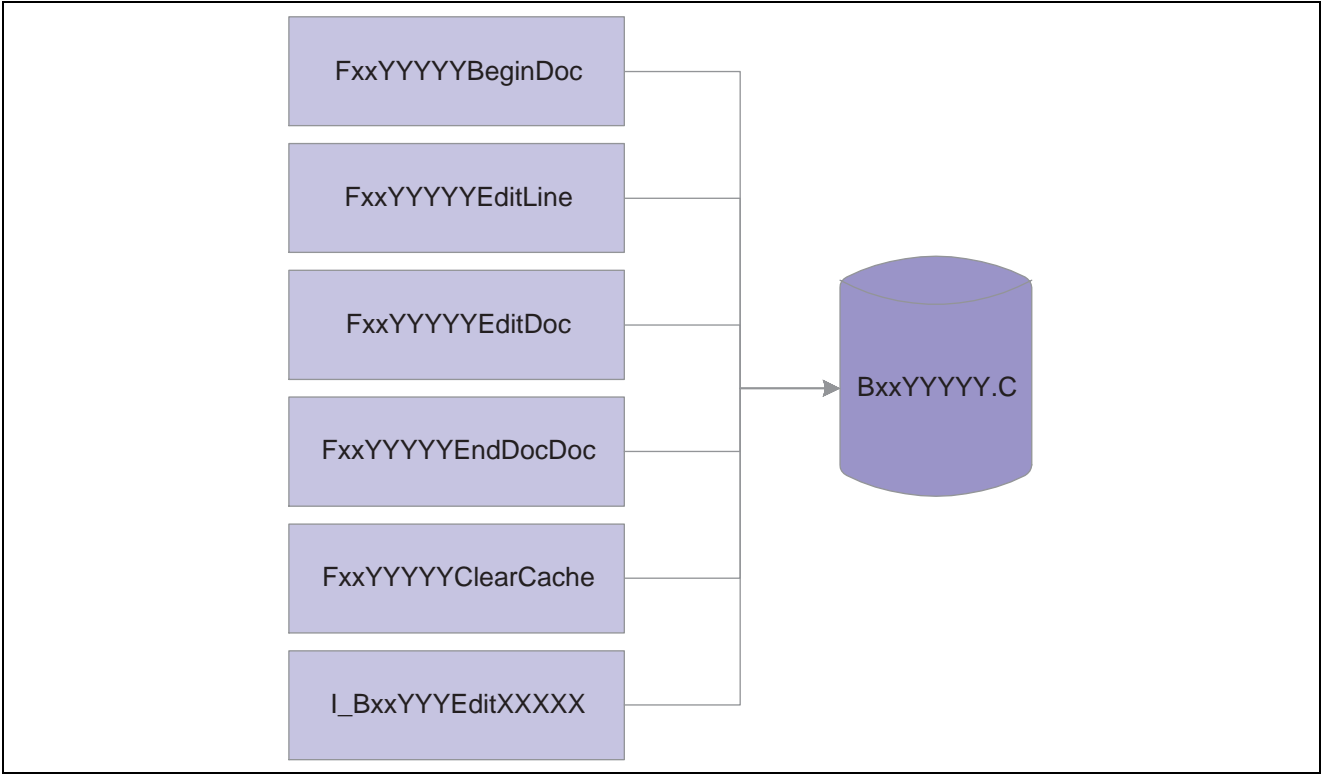 FxxYYYYYBeginDoc
FxxYYYYYEditLine
FxxYYYYYEditDoc
FxxYYYYYEndDocDoc
FxxYYYYYClearCache
I_BxxYYYEditXXXXX
BxxYYYYY.C